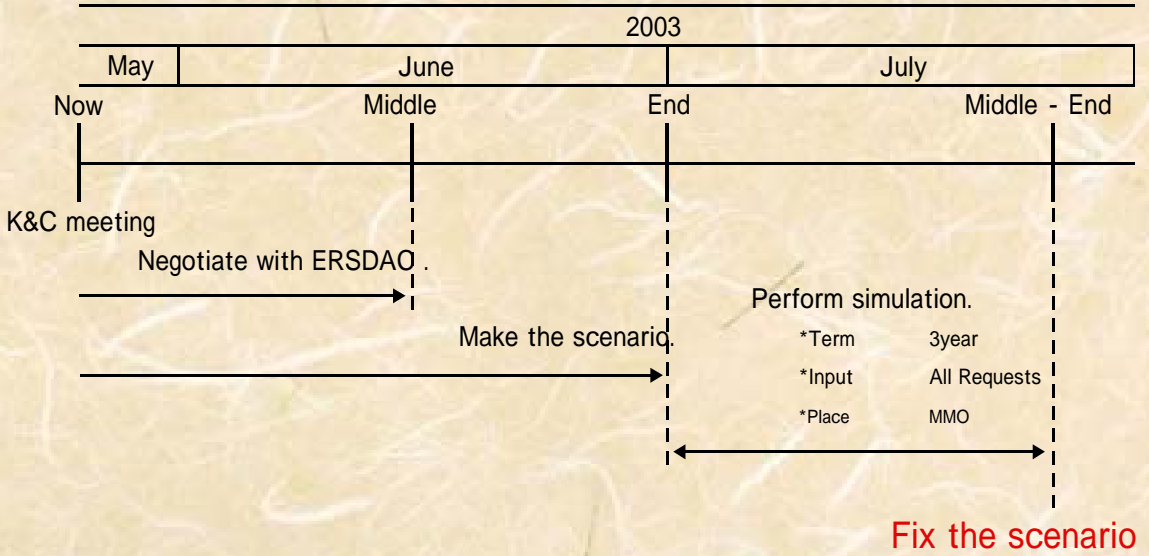 2003
May June July
Now Middle End Middle - End
K&C meeting
Negotiate with ERSDAC .
Perform simulation.
Make the scenario.
*Term 3year
*Input All Requests
*Place MMO
Fix the scenario